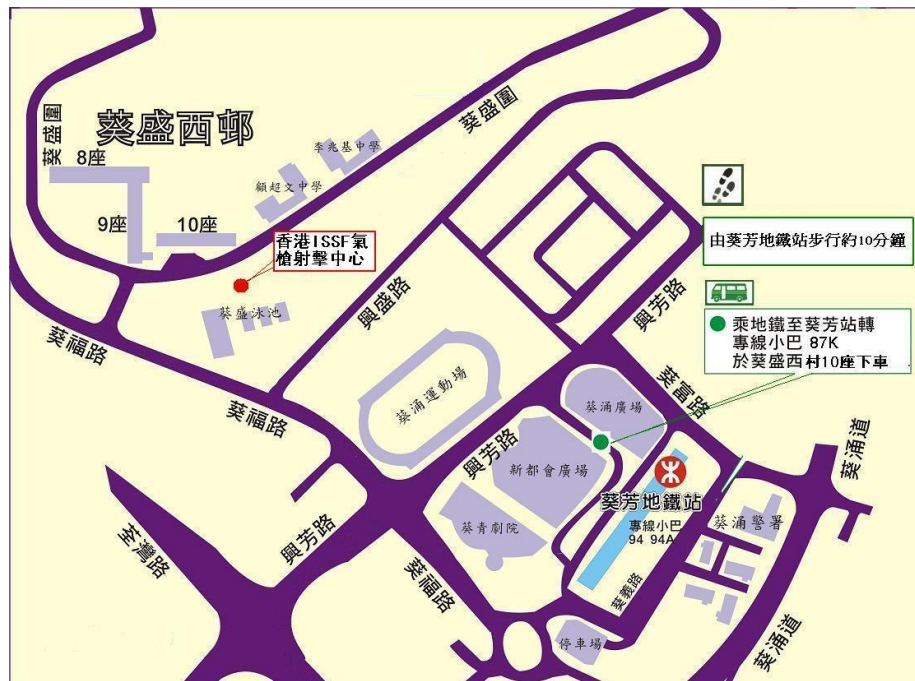 葵盛圍
葵盛西邨
8座
9座
10座
李兆基中學
顧超文中學
葵盛圍
香港ISSF氣
槍射擊中心
葵盛泳池
由葵芳地鐵站步行約10分鐘
乘地鐵至葵芳站轉
專線小巴 87K
於葵盛西村10座下車
葵福路
興盛路
興芳路
葵福路
葵涌運動場
葵涌廣場
葵富路
葵涌道
興芳路
新都會廣場
葵芳地鐵站
專線小巴
94 94A
葵涌警署
葵青劇院
荃灣路
興芳路
葵福路
葵義路
停車場
葵涌道